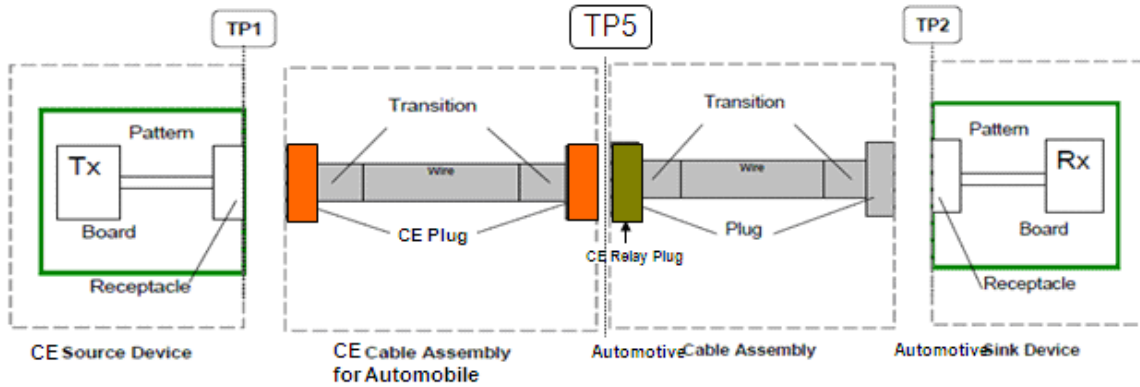 TP1
TP5
TP2
Transition
Transition
Pattern
Pattern
Tx
Wire
Wire
Rx
Board
CE Plug
Plug
Board
CE Relay Plug
Receptacle
Receptacle
CE Source Device
CE Cable Assembly
for Automobile
Automotive Cable Assembly
Automotive Sink Device